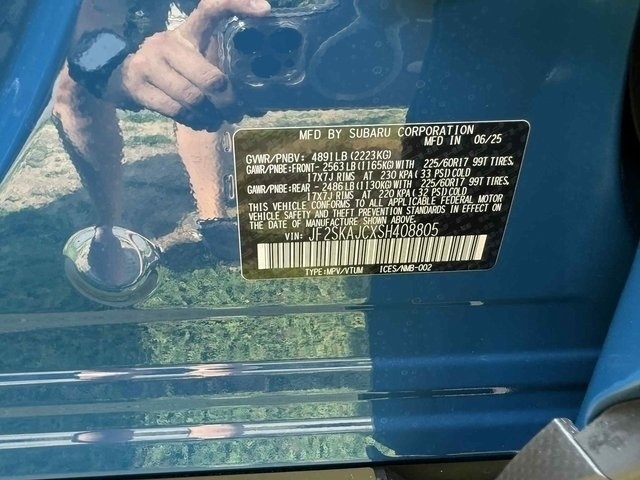 MFD BY SUBARU CORPORATION
MFD IN 06/25
GVWR/PNBV: 4891LB (2223KG)
GAWR/PNBE: FRONT- 2563LB (1165KG) WITH 225/60R17 99T TIRES,
17X7J RIMS AT 230 KPA (33 PSI) COLD
GAWR/PNBE: REAR - 2486LB (1130KG) WITH 225/60R17 99T TIRES,
17X7J RIMS AT 220 KPA (32 PSI) COLD
THIS VEHICLE CONFORMS TO ALL APPLICABLE FEDERAL MOTOR
VEHICLE SAFETY AND THEFT PREVENTION STANDARDS IN EFFECT ON
THE DATE OF MANUFACTURE SHOWN ABOVE.
VIN: JF2SKAJCXSH408805
TYPE:MPV/VTUM ICES/NMB-002